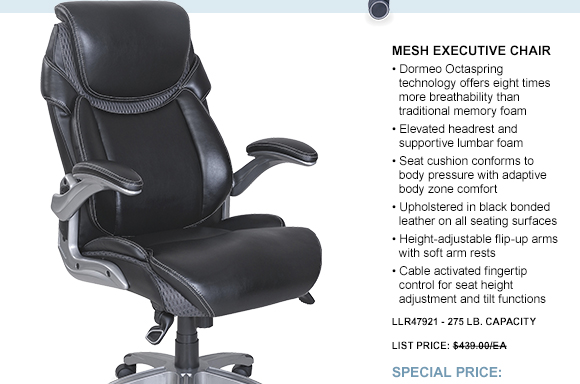 MESH EXECUTIVE CHAIR
• Dormeo Octaspring
technology offers eight times
more breathability than
traditional memory foam
• Elevated headrest and
supportive lumbar foam
• Seat cushion conforms to
body pressure with adaptive
body zone comfort
• Upholstered in black bonded
leather on all seating surfaces
• Height-adjustable flip-up arms
with soft arm rests
• Cable activated fingertip
control for seat height
adjustment and tilt functions
LLR47921 - 275 LB. CAPACITY
LIST PRICE: $439.00/EA
SPECIAL PRICE: